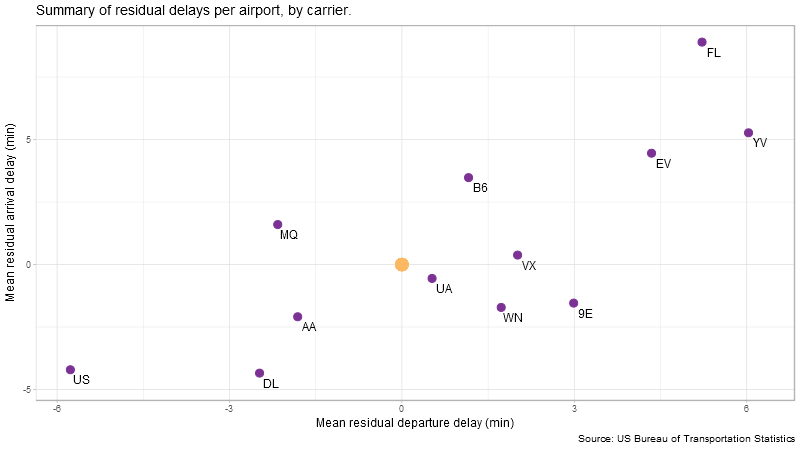 Summary of residual delays per airport, by carrier.
FL
YV
5
EV
B6
MQ
0
VX
UA
9E
WN
AA
US
DL
-5
-6
-3
0
3
6
Mean residual arrival delay (min)
Mean residual departure delay (min)
Source: US Bureau of Transportation Statistics